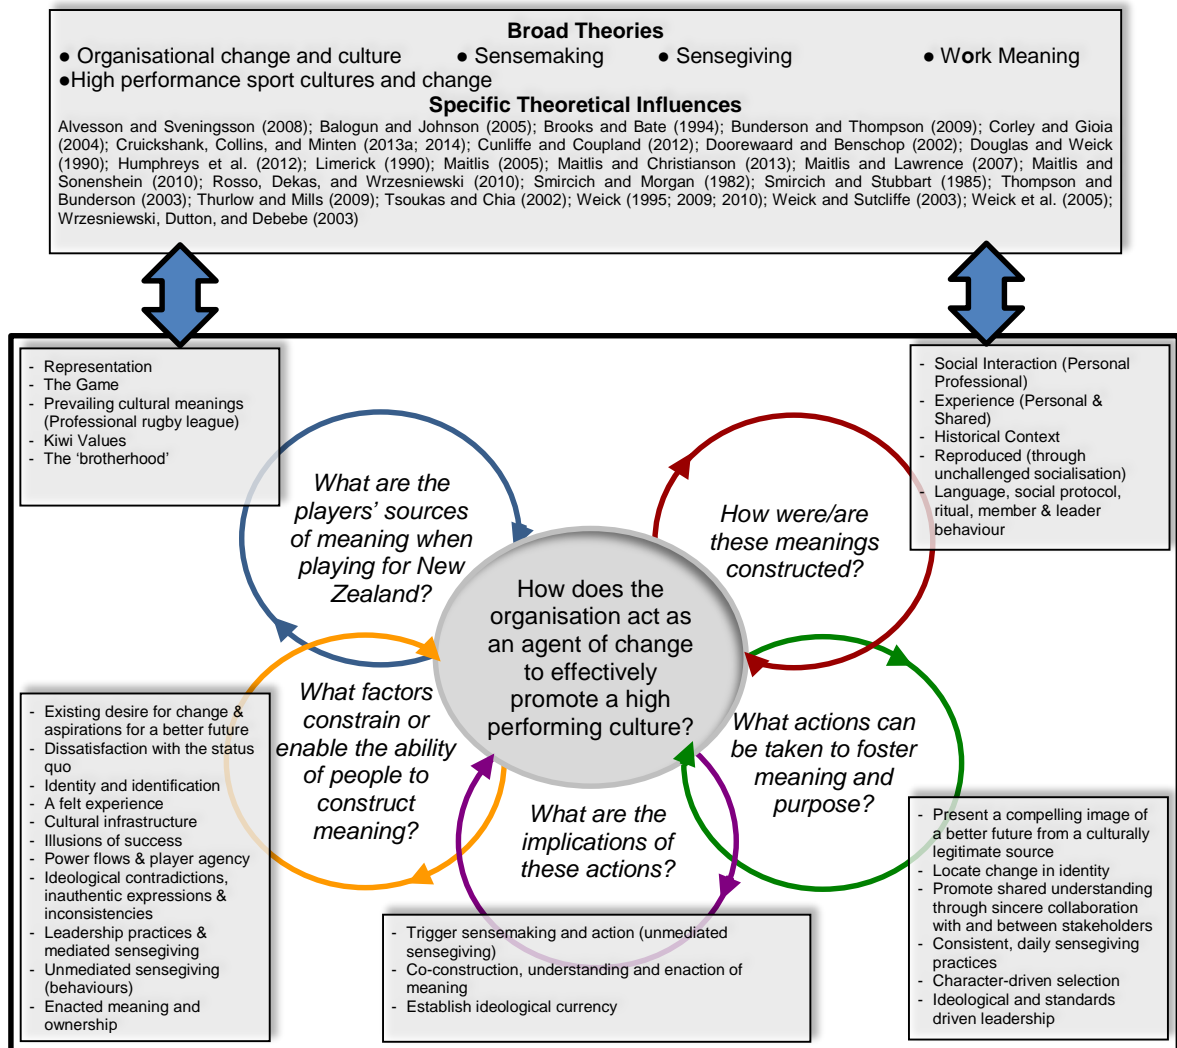 Broad Theories
● Organisational change and culture ● Sensemaking ● Sensegiving ● Work Meaning
●High performance sport cultures and change
Specific Theoretical Influences
Alvesson and Sveningsson (2008); Balogun and Johnson (2005); Brooks and Bate (1994); Bunderson and Thompson (2009); Corley and Gioia
(2004); Cruickshank, Collins, and Minten (2013a; 2014); Cunliffe and Coupland (2012); Doorewaard and Benschop (2002); Douglas and Weick
(1990); Humphreys et al. (2012); Limerick (1990); Maitlis (2005); Maitlis and Christianson (2013); Maitlis and Lawrence (2007); Maitlis and
Sonenshein (2010); Rosso, Dekas, and Wrzesniewski (2010); Smircich and Morgan (1982); Smircich and Stubbart (1985); Thompson and
Bunderson (2003); Thurlow and Mills (2009); Tsoukas and Chia (2002); Weick (1995; 2009; 2010); Weick and Sutcliffe (2003); Weick et al. (2005);
Wrzesniewski, Dutton, and Debebe (2003)
- Representation
- The Game
- Prevailing cultural meanings
(Professional rugby league)
- Kiwi Values
- The ‘brotherhood’
- Social Interaction (Personal
Professional)
- Experience (Personal &
Shared)
- Historical Context
- Reproduced (through
unchallenged socialisation)
- Language, social protocol,
ritual, member & leader
behaviour
What are the
players’ sources
of meaning when
playing for New
Zealand?
How were/are
these meanings
constructed?
How does the
organisation act as
an agent of change
to effectively
promote a high
performing culture?
What factors
constrain or
enable the ability
of people to
construct
meaning?
What actions can
be taken to foster
meaning and
purpose?
What are the
implications of
these actions?
- Existing desire for change &
aspirations for a better future
- Dissatisfaction with the status
quo
- Identity and identification
- A felt experience
- Cultural infrastructure
- Illusions of success
- Power flows & player agency
- Ideological contradictions,
inauthentic expressions &
inconsistencies
- Leadership practices &
mediated sensegiving
- Unmediated sensegiving
(behaviours)
- Enacted meaning and
ownership
- Trigger sensemaking and action (unmediated
sensegiving)
- Co-construction, understanding and enaction of
meaning
- Establish ideological currency
- Present a compelling image of
a better future from a culturally
legitimate source
- Locate change in identity
- Promote shared understanding
through sincere collaboration
with and between stakeholders
- Consistent, daily sensegiving
practices
- Character-driven selection
- Ideological and standards
driven leadership